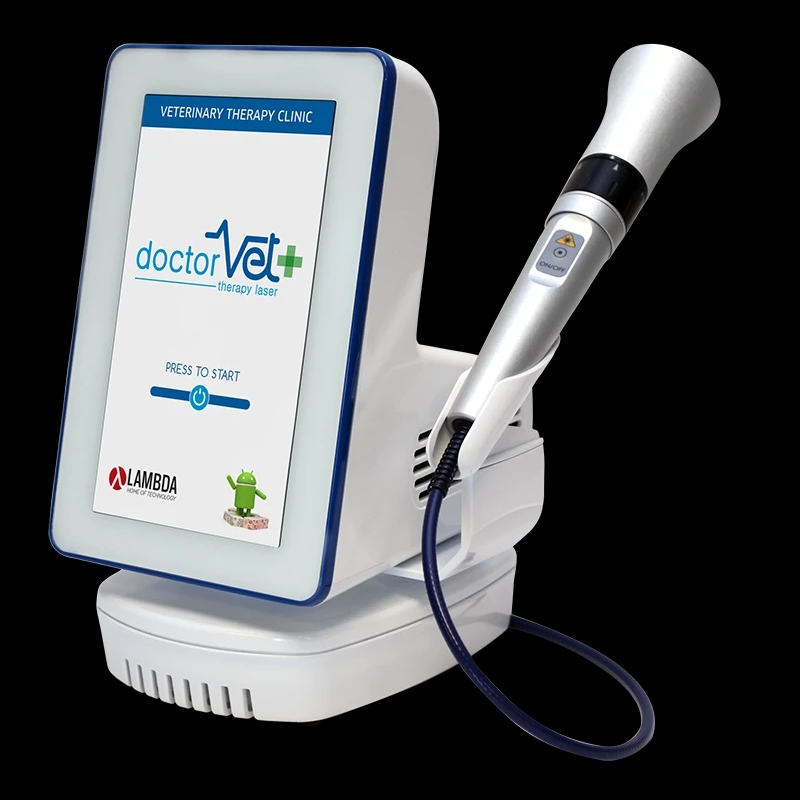 VETERINARY THERAPY CLINIC
doctorVet+
therapy laser
PRESS TO START
LAMBDA
HOME OF TECHNOLOGY
ON/OFF